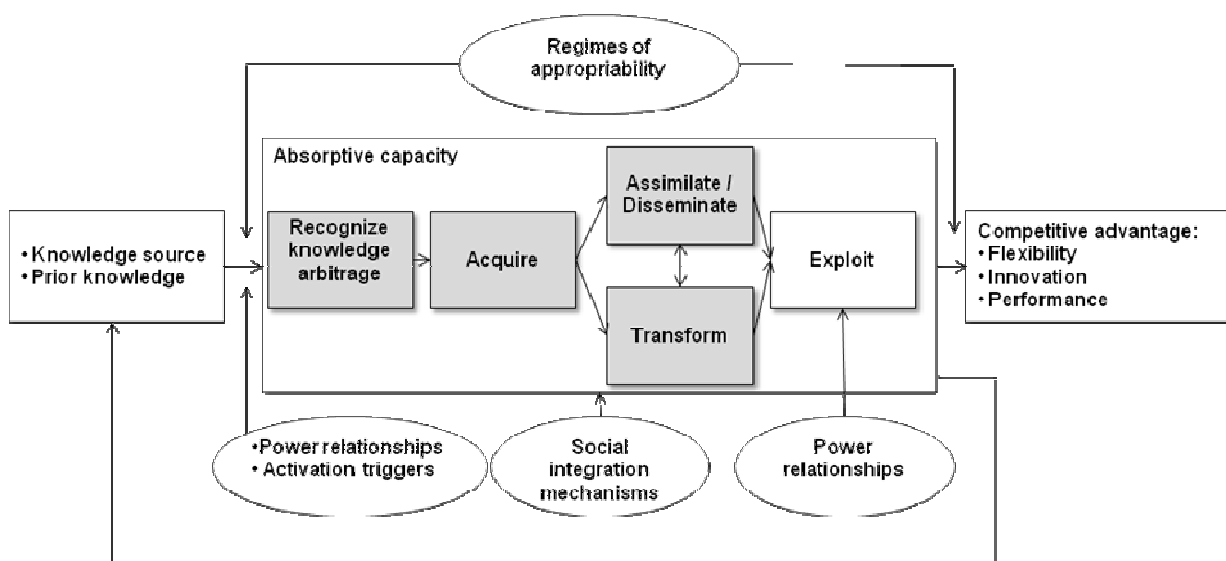 Regimes of
appropriability
Absorptive capacity
• Knowledge source
• Prior knowledge
Recognize
knowledge
arbitrage
Acquire
Assimilate /
Disseminate
Transform
Exploit
Competitive advantage:
• Flexibility
• Innovation
• Performance
•Power relationships
• Activation triggers
Social
integration
mechanisms
Power
relationships